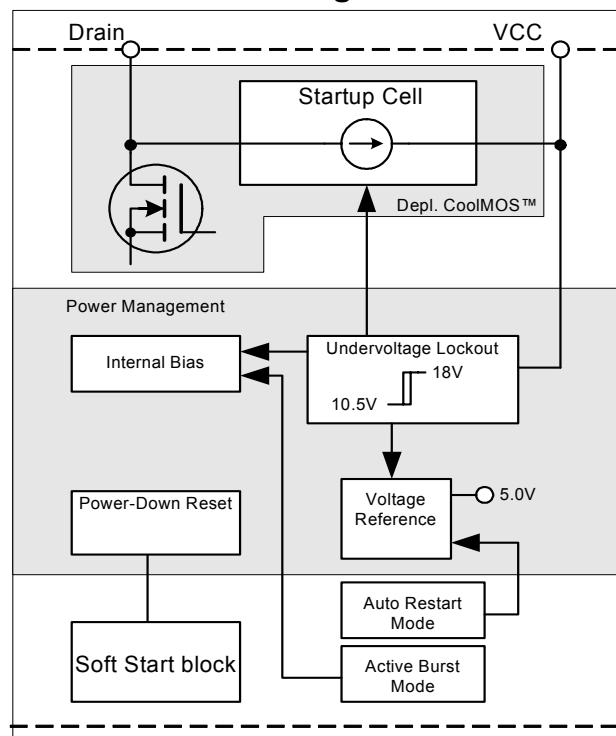 Drain
VCC
Startup Cell
Depl. CoolMOS™
Power Management
Internal Bias
Undervoltage Lockout
18V
10.5V
Power-Down Reset
Voltage
Reference
5.0V
Auto Restart
Mode
Soft Start block
Active Burst
Mode